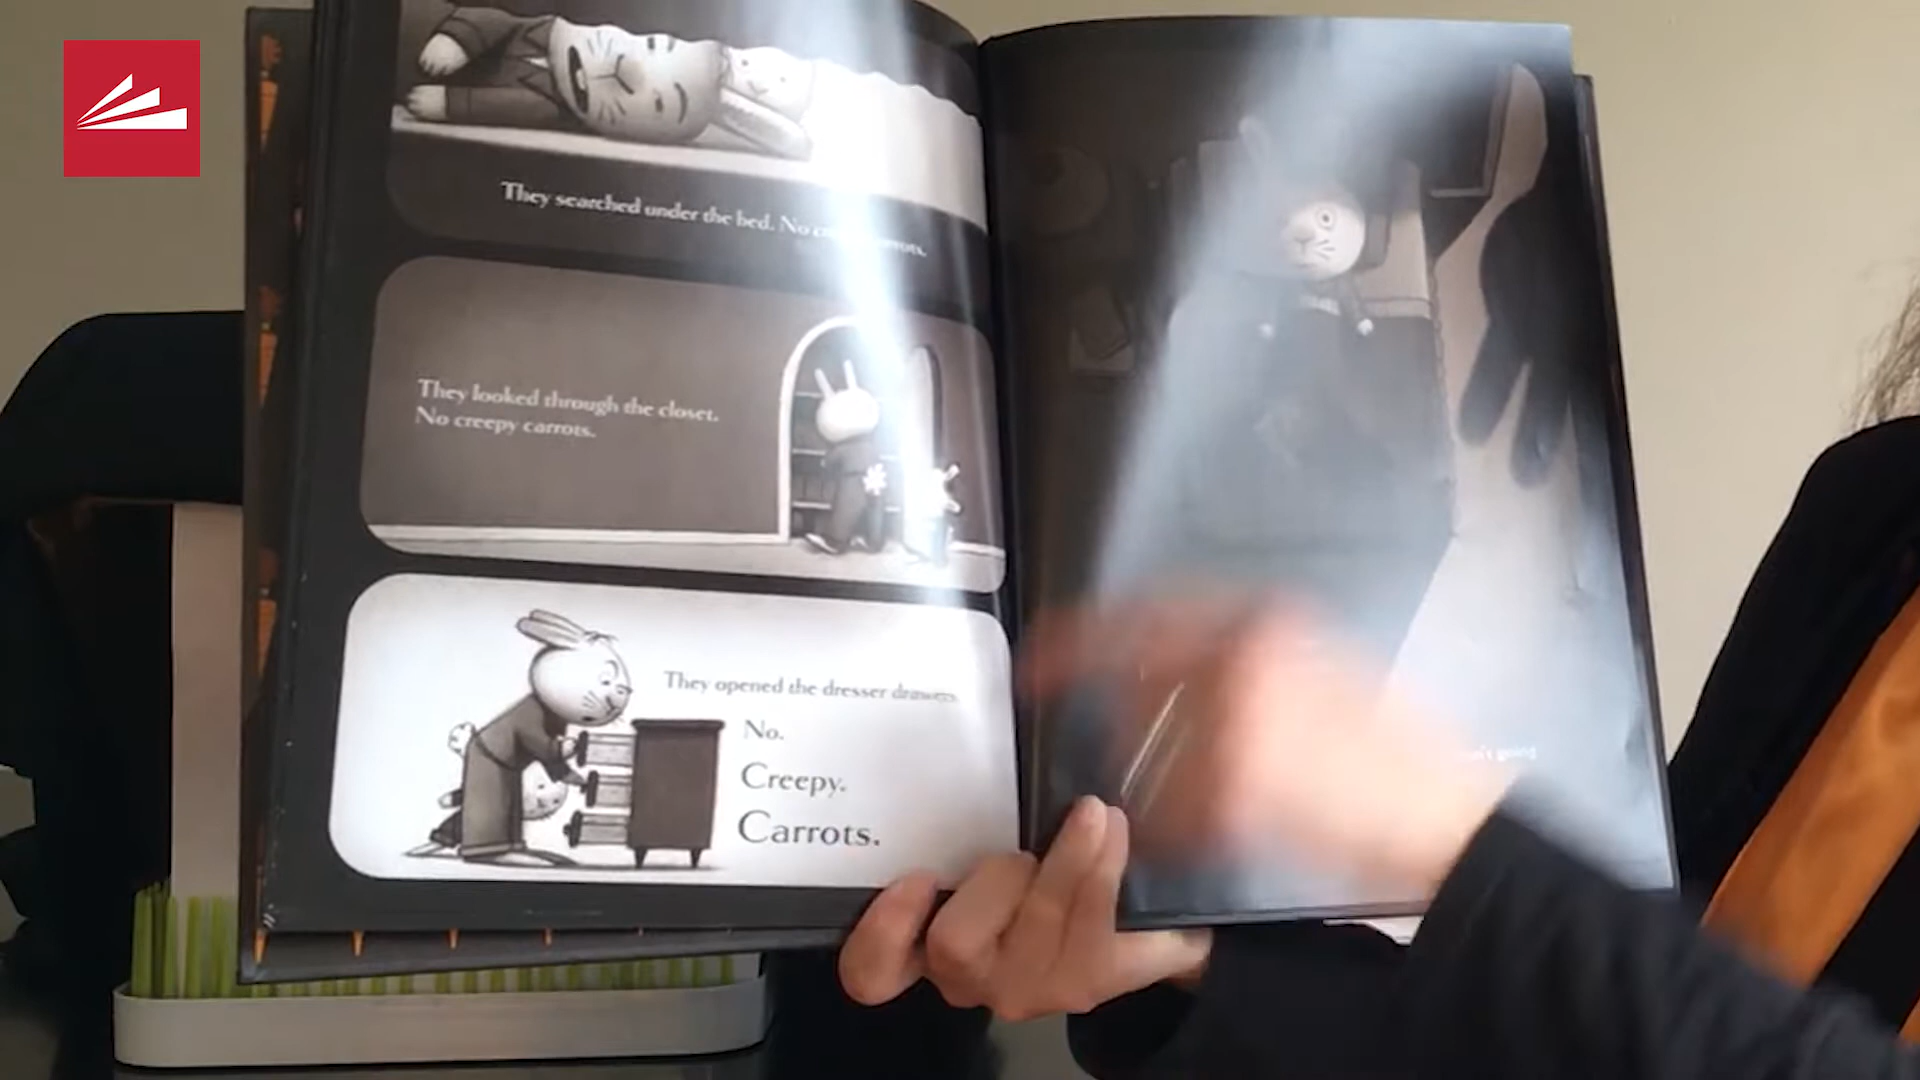 They searched under the bed. No
They looked through the closet.
No creepy carrots.
They opened the dresser drawers.
No.
Creepy.
Carrots.
going